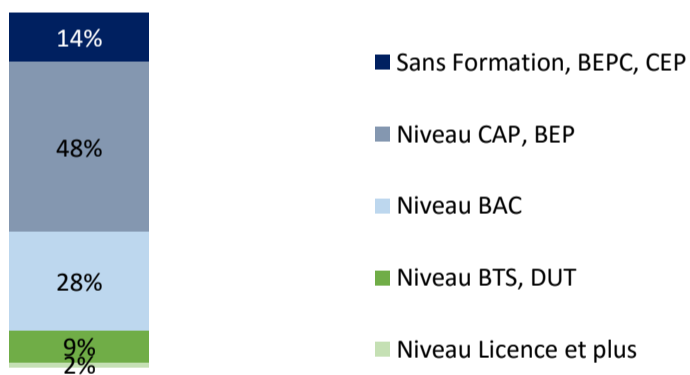 14%
48%
28%
9%
2%
Sans Formation, BEPC, CEP
Niveau CAP, BEP
Niveau BAC
Niveau BTS, DUT
Niveau Licence et plus